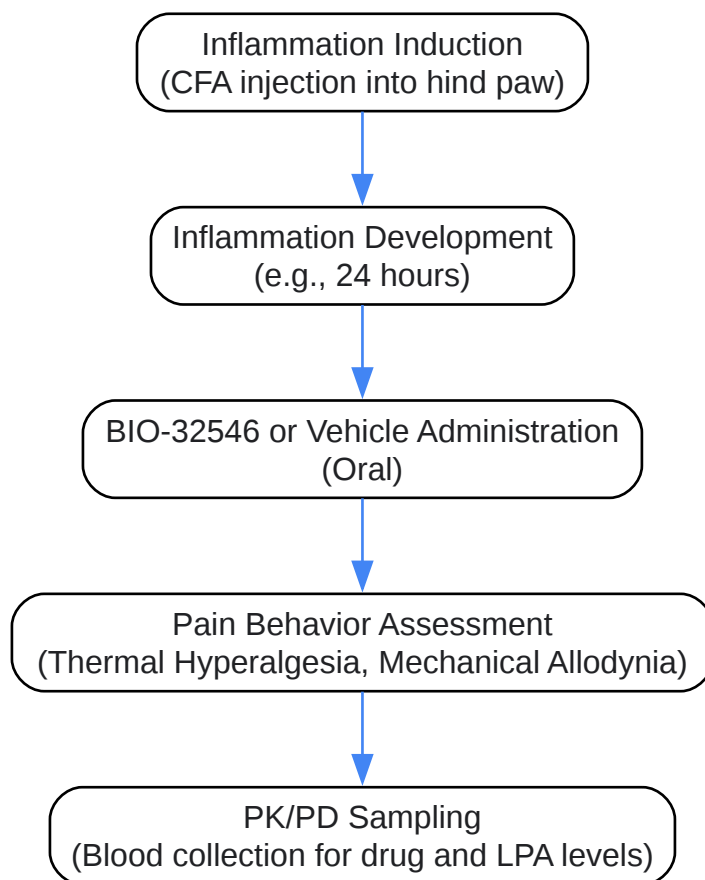 Inflammation Induction
(CFA injection into hind paw)
Inflammation Development
(e.g., 24 hours)
BIO-32546 or Vehicle Administration
(Oral)
Pain Behavior Assessment
(Thermal Hyperalgesia, Mechanical Allodynia)
PK/PD Sampling
(Blood collection for drug and LPA levels)